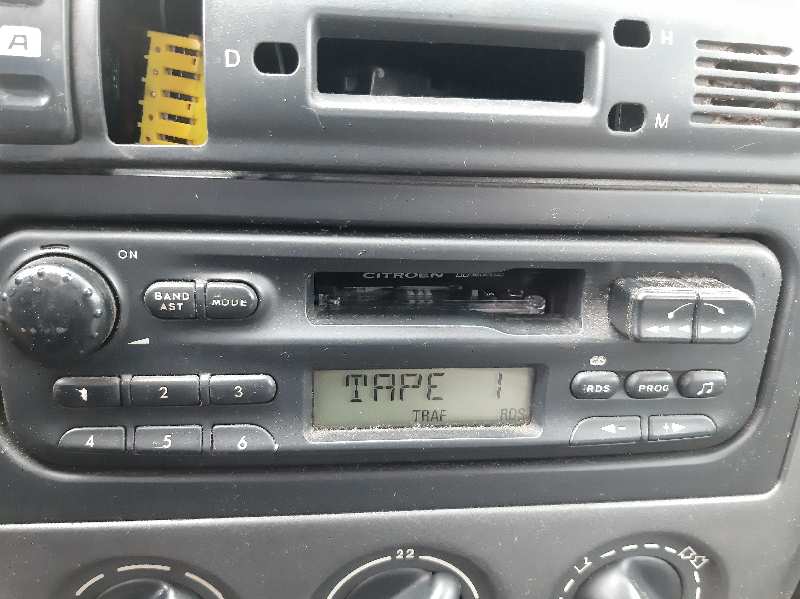 A
D
H
M
ON
BAND
AST
MODE
CITROËN
TAPE 1
TRAF RDS
RDS PROG
1 2 3
4 5 6
22